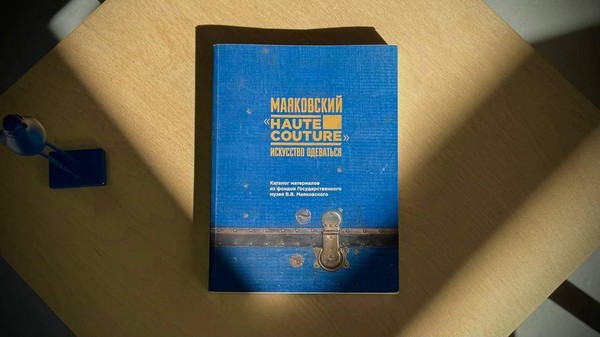 МАЯКОВСКИЙ
«HAUTE
COUTURE»
ИСКУССТВО ОДЕВАТЬСЯ
Каталог материалов
из фондов Государственного
музея В.В. Маяковского